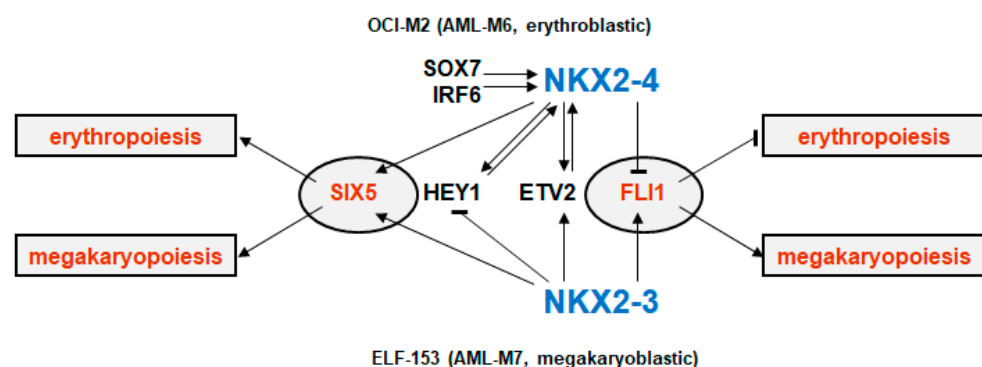 OCI-M2 (AML-M6, erythroblastic)
SOX7
IRF6
NKX2-4
erythropoiesis
erythropoiesis
SIX5
HEY1
ETV2
FLI1
megakaryopoiesis
megakaryopoiesis
NKX2-3
ELF-153 (AML-M7, megakaryoblastic)